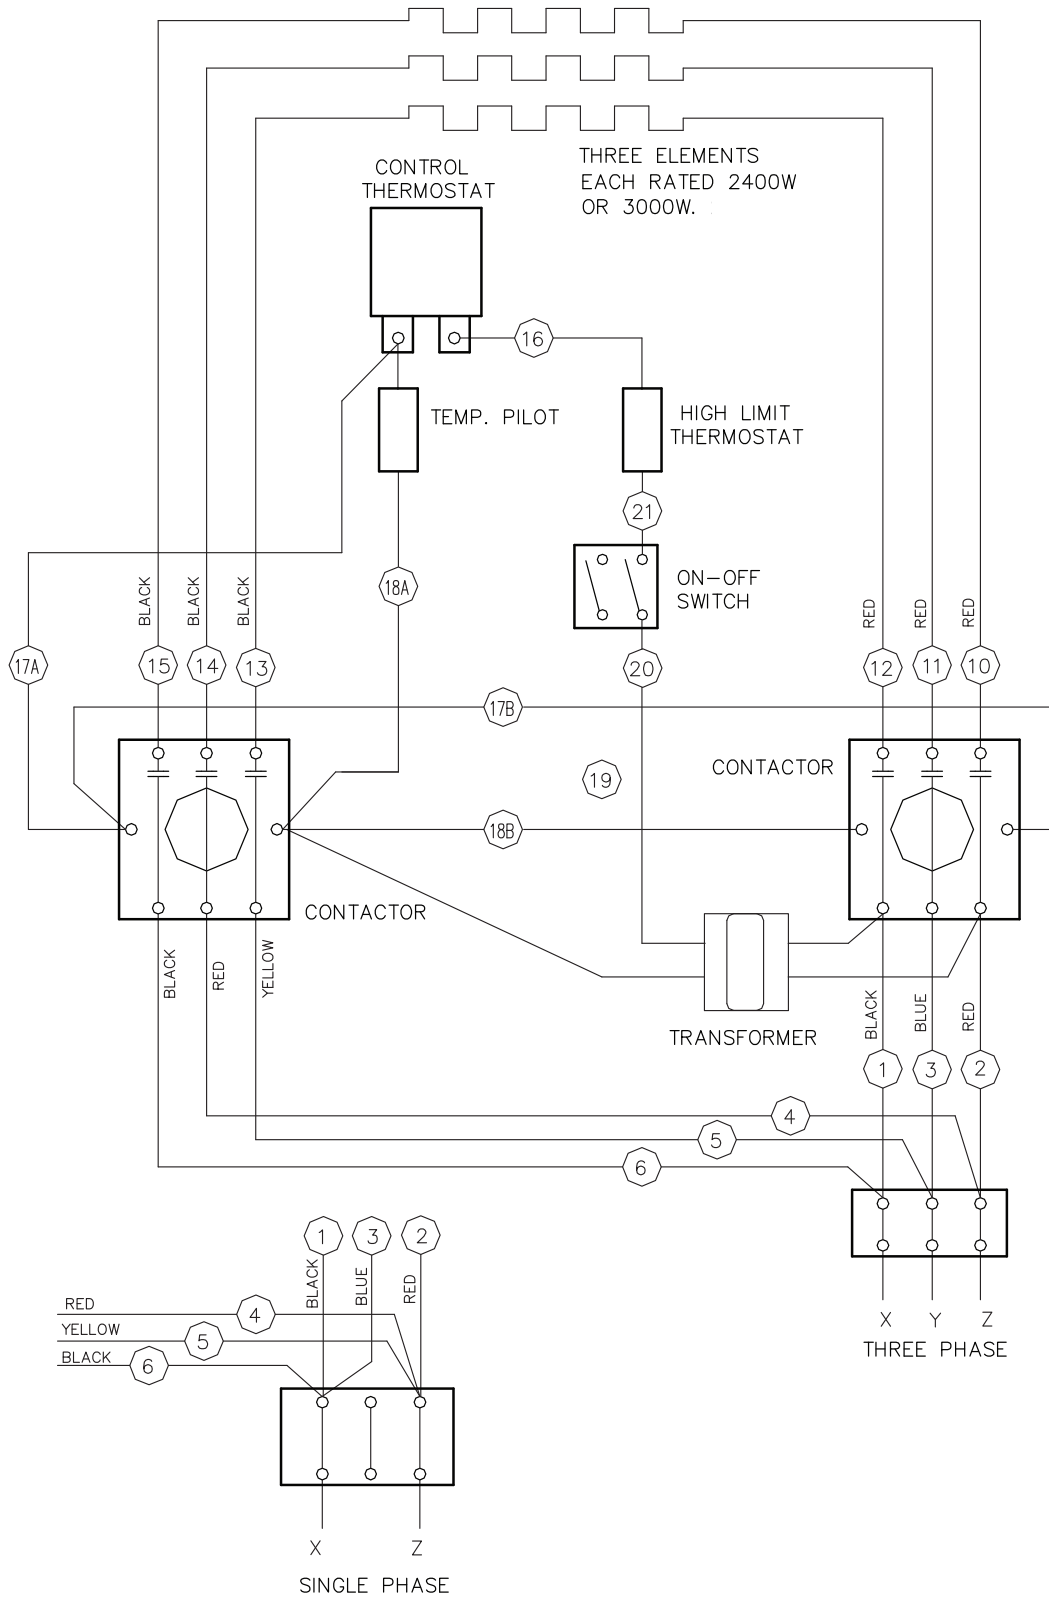 CONTROL
THERMOSTAT
THREE ELEMENTS
EACH RATED 2400W
OR 3000W.
16
TEMP. PILOT
HIGH LIMIT
THERMOSTAT
21
ON-OFF
SWITCH
18A
BLACK
BLACK
BLACK
RED
RED
RED
17A
15
14
13
20
12
11
10
17B
CONTACTOR
19
18B
CONTACTOR
BLACK
RED
YELLOW
TRANSFORMER
BLACK
BLUE
RED
1
3
2
4
5
6
X
Y
Z
THREE PHASE
1
3
2
BLACK
BLUE
RED
RED
4
YELLOW
5
BLACK
6
X
Z
SINGLE PHASE